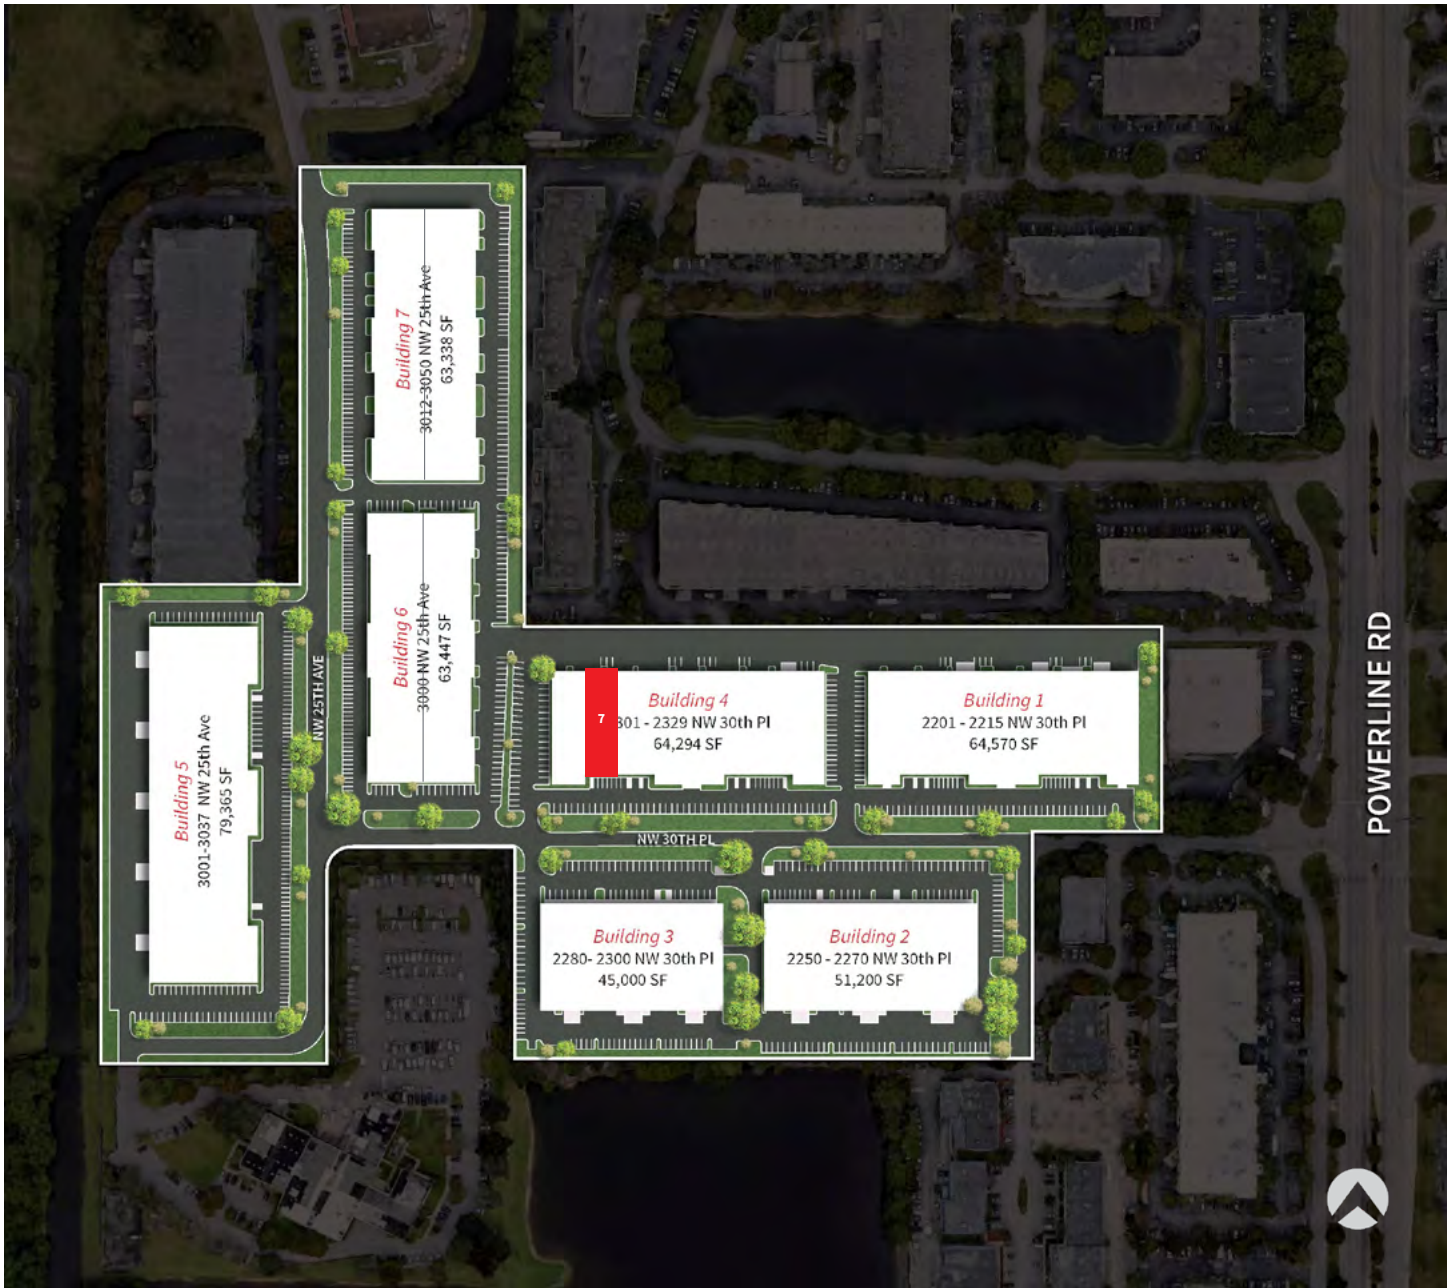 Building 7
3012-3050 NW 25th Ave
63,338 SF
Building 6
3000 NW 25th Ave
63,4447 SF
NW 25TH AVE
Building 5
3001-3037 NW 25th Ave
79,365 SF
7
Building 4
301 - 2329 NW 30th Pl
64,294 SF
Building 1
2201 - 2215 NW 30th Pl
64,570 SF
POWERLINE RD
NW 30TH PL
Building 3
2280- 2300 NW 30th Pl
45,000 SF
Building 2
2250 - 2270 NW 30th Pl
51,200 SF